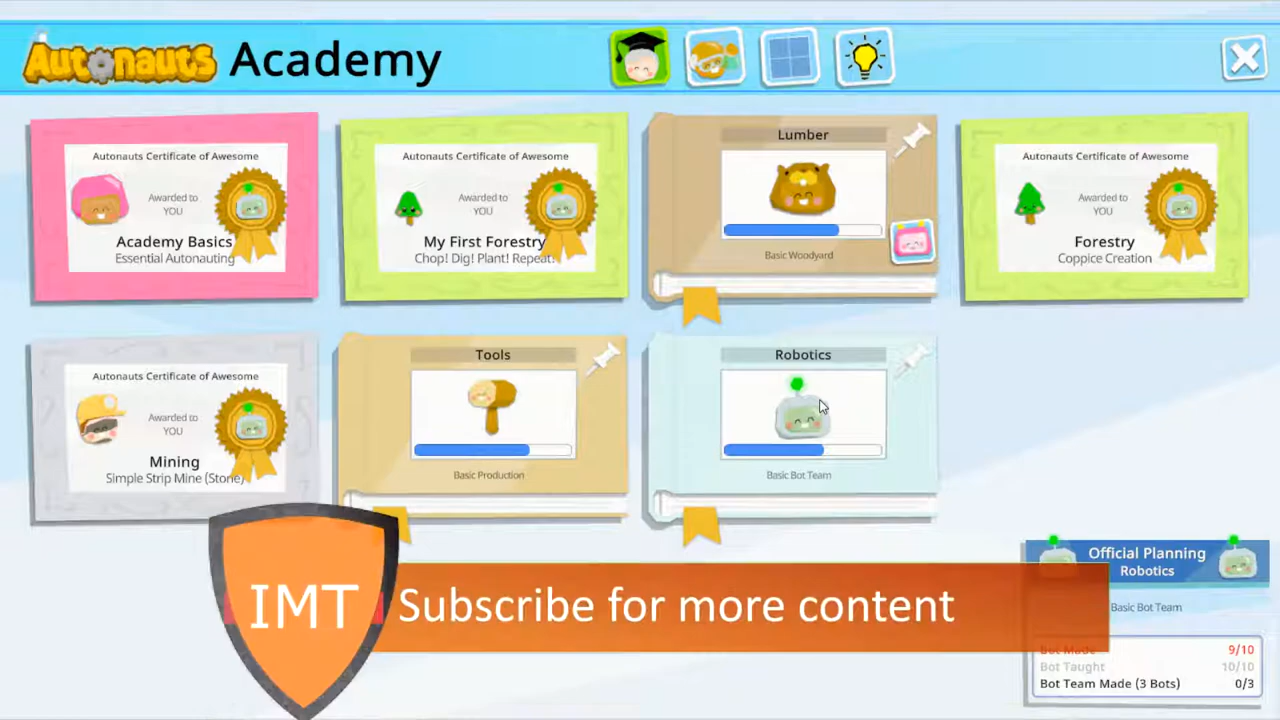 Autonauts Academy
Autonauts Certificate of Awesome
Awarded to
YOU
Academy Basics
Essential Autonauting
Autonauts Certificate of Awesome
Awarded to
YOU
My First Forestry
Chop! Dig! Plant! Repeat!
Lumber
Basic Woodyard
Autonauts Certificate of Awesome
Awarded to
YOU
Forestry
Coppice Creation
Autonauts Certificate of Awesome
Awarded to
YOU
Mining
Simple Strip Mine (Stone)
Tools
Basic Production
Robotics
Basic Bot Team
Official Planning
Robotics
Basic Bot Team
Bot Made 9/10
Bot Taught 10/10
Bot Team Made (3 Bots) 0/3
IMT
Subscribe for more content